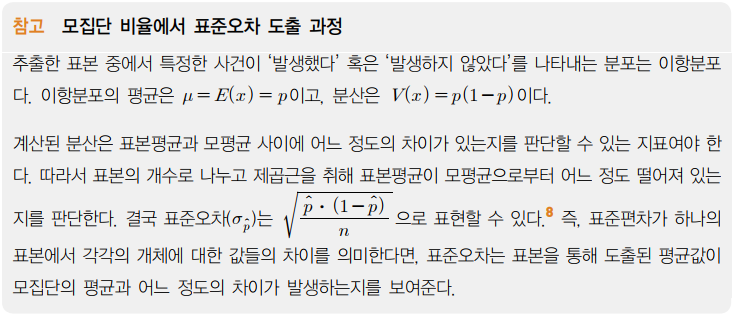 참고 모집단 비율에서 표준오차 도출 과정
추출한 표본 중에서 특정한 사건이 ‘발생했다’ 혹은 ‘발생하지 않았다’를 나타내는 분포는 이항분포
다. 이항분포의 평균은 μ=E(x)=p이고, 분산은 V(x)=p(1-p)이다.
계산된 분산은 표본평균과 모평균 사이에 어느 정도의 차이가 있는지를 판단할 수 있는 지표여야 한
다. 따라서 표본의 개수로 나누고 제곱근을 취해 표본평균이 모평균으로부터 어느 정도 떨어져 있는
지를 판단한다. 결국 표준오차(σ_p̂)는 √(p̂·(1-p̂)/n)으로 표현할 수 있다.8 즉, 표준편차가 하나의
표본에서 각각의 개체에 대한 값들의 차이를 의미한다면, 표준오차는 표본을 통해 도출된 평균값이
모집단의 평균과 어느 정도의 차이가 발생하는지를 보여준다.